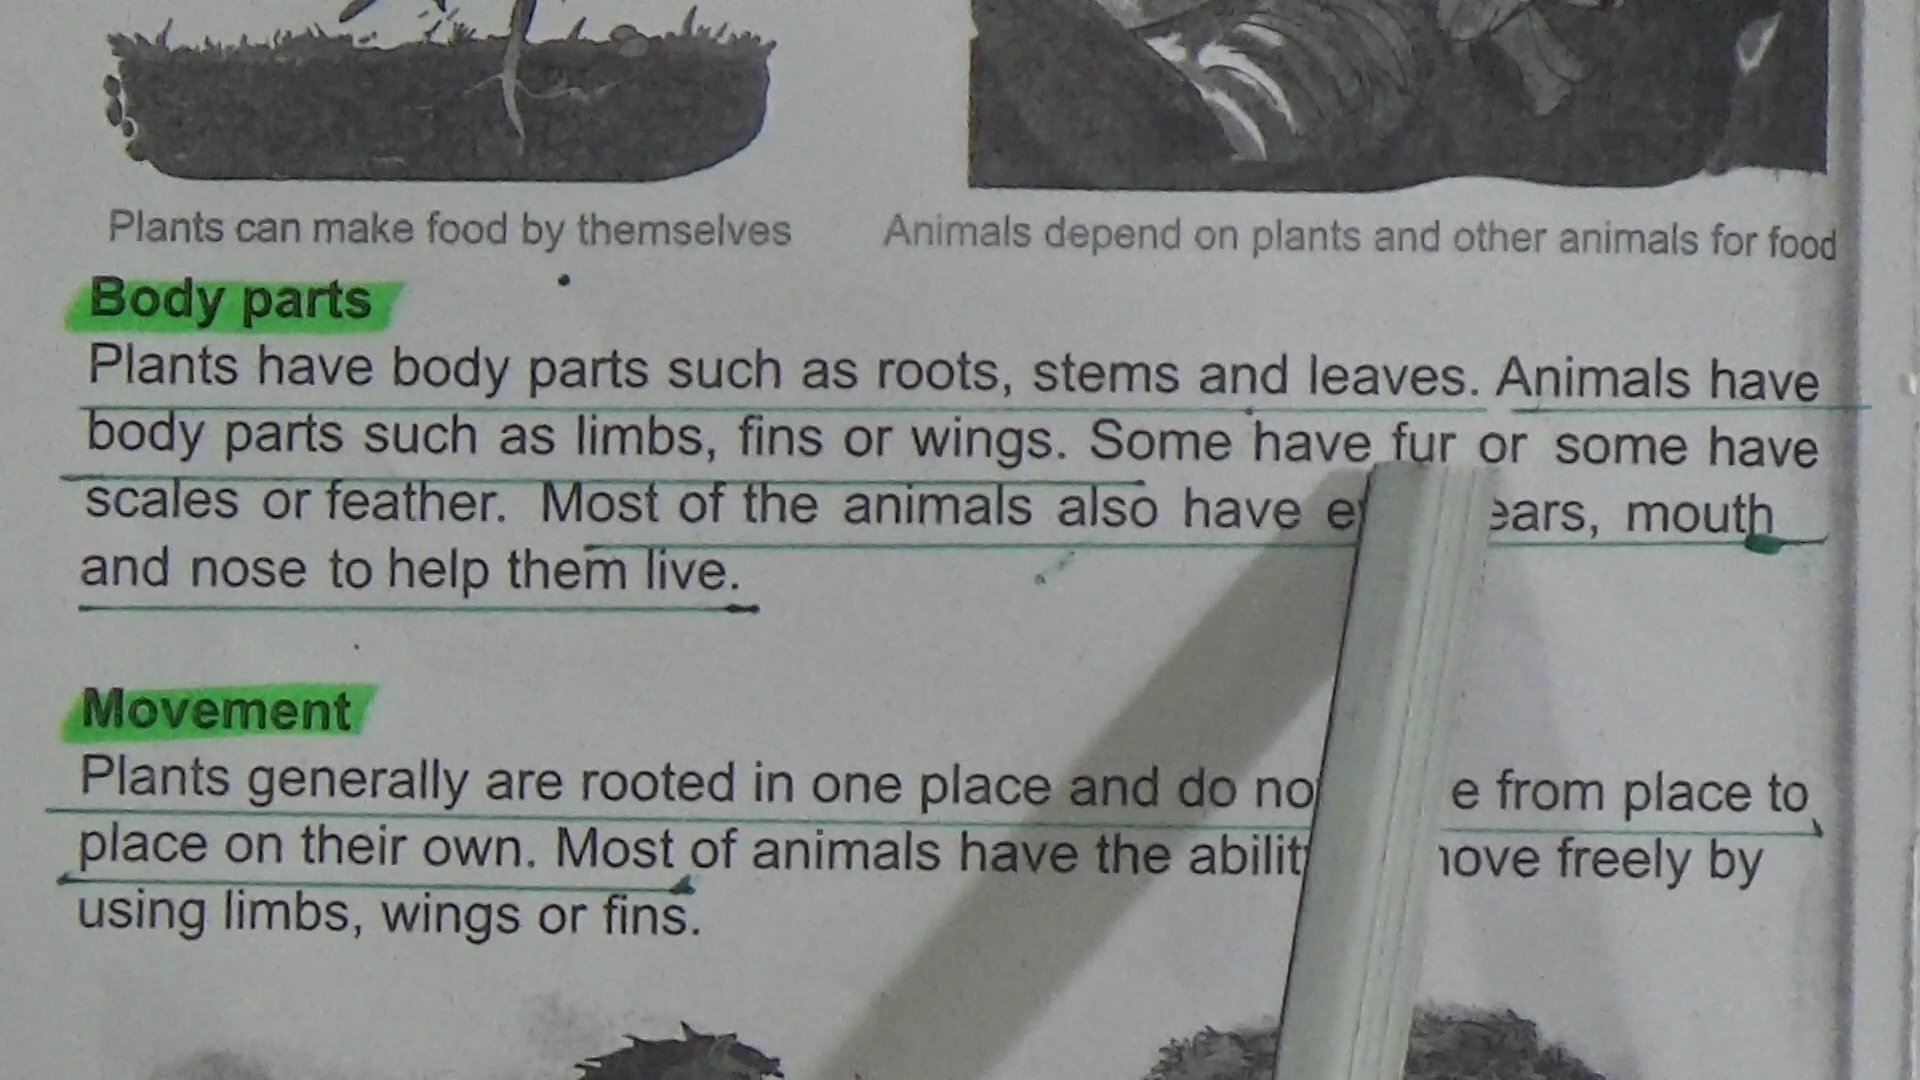 Plants can make food by themselves
Animals depend on plants and other animals for food
Body parts
Plants have body parts such as roots, stems and leaves. Animals have
body parts such as limbs, fins or wings. Some have fur or some have
scales or feather. Most of the animals also have ears, mouth
and nose to help them live.
Movement
Plants generally are rooted in one place and do from place to
place on their own. Most of animals have the freely by
using limbs, wings or fins.